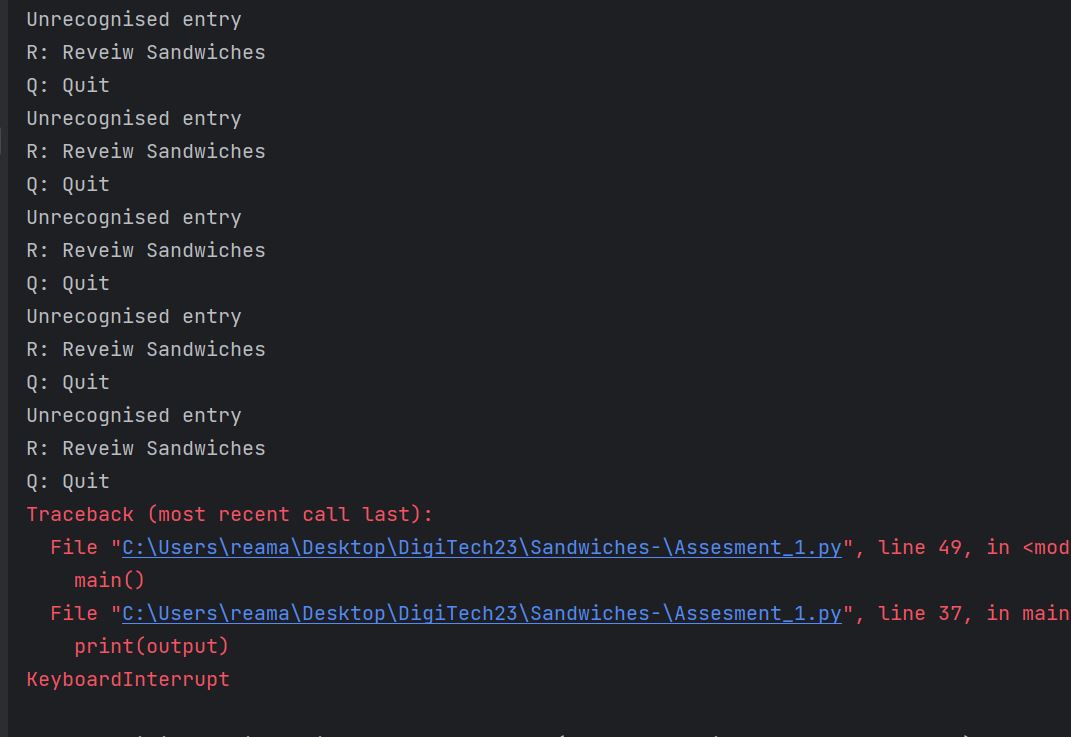 Unrecognised entry
R: Reveiw Sandwiches
Q: Quit
Unrecognised entry
R: Reveiw Sandwiches
Q: Quit
Unrecognised entry
R: Reveiw Sandwiches
Q: Quit
Unrecognised entry
R: Reveiw Sandwiches
Q: Quit
Unrecognised entry
R: Reveiw Sandwiches
Q: Quit
Traceback (most recent call last):
File "C:\Users\reama\Desktop\DigiTech23\Sandwiches-\Assesment_1.py", line 49, in <mod
main()
File "C:\Users\reama\Desktop\DigiTech23\Sandwiches-\Assesment_1.py", line 37, in main
print(output)
KeyboardInterrupt